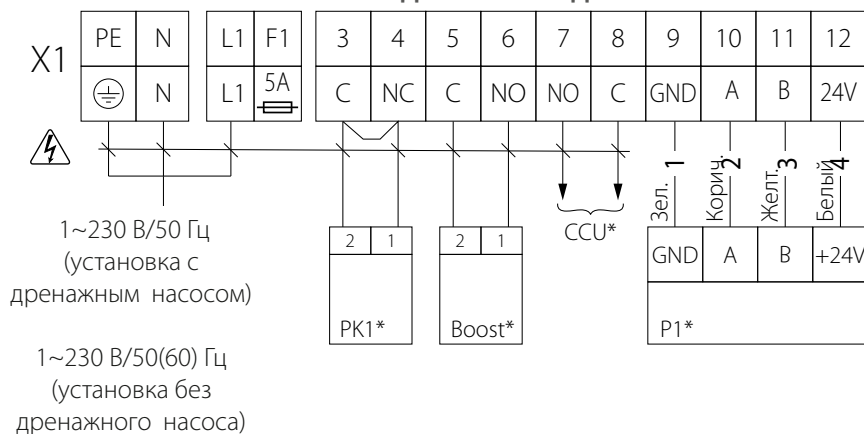 X1
PE N L1 F1 3 4 5 6 7 8 9 10 11 12
N L1 5A C NC C NO NO C GND A B 24V
Зел. 1 Корич. 2 Желт. 3 Белый 4
1~230 В/50 Гц
(установка с
дренажным насосом)
2 1 2 1 CCU* GND A B +24V
PK1* Boost* P1*
1~230 В/50(60) Гц
(установка без
дренажного насоса)